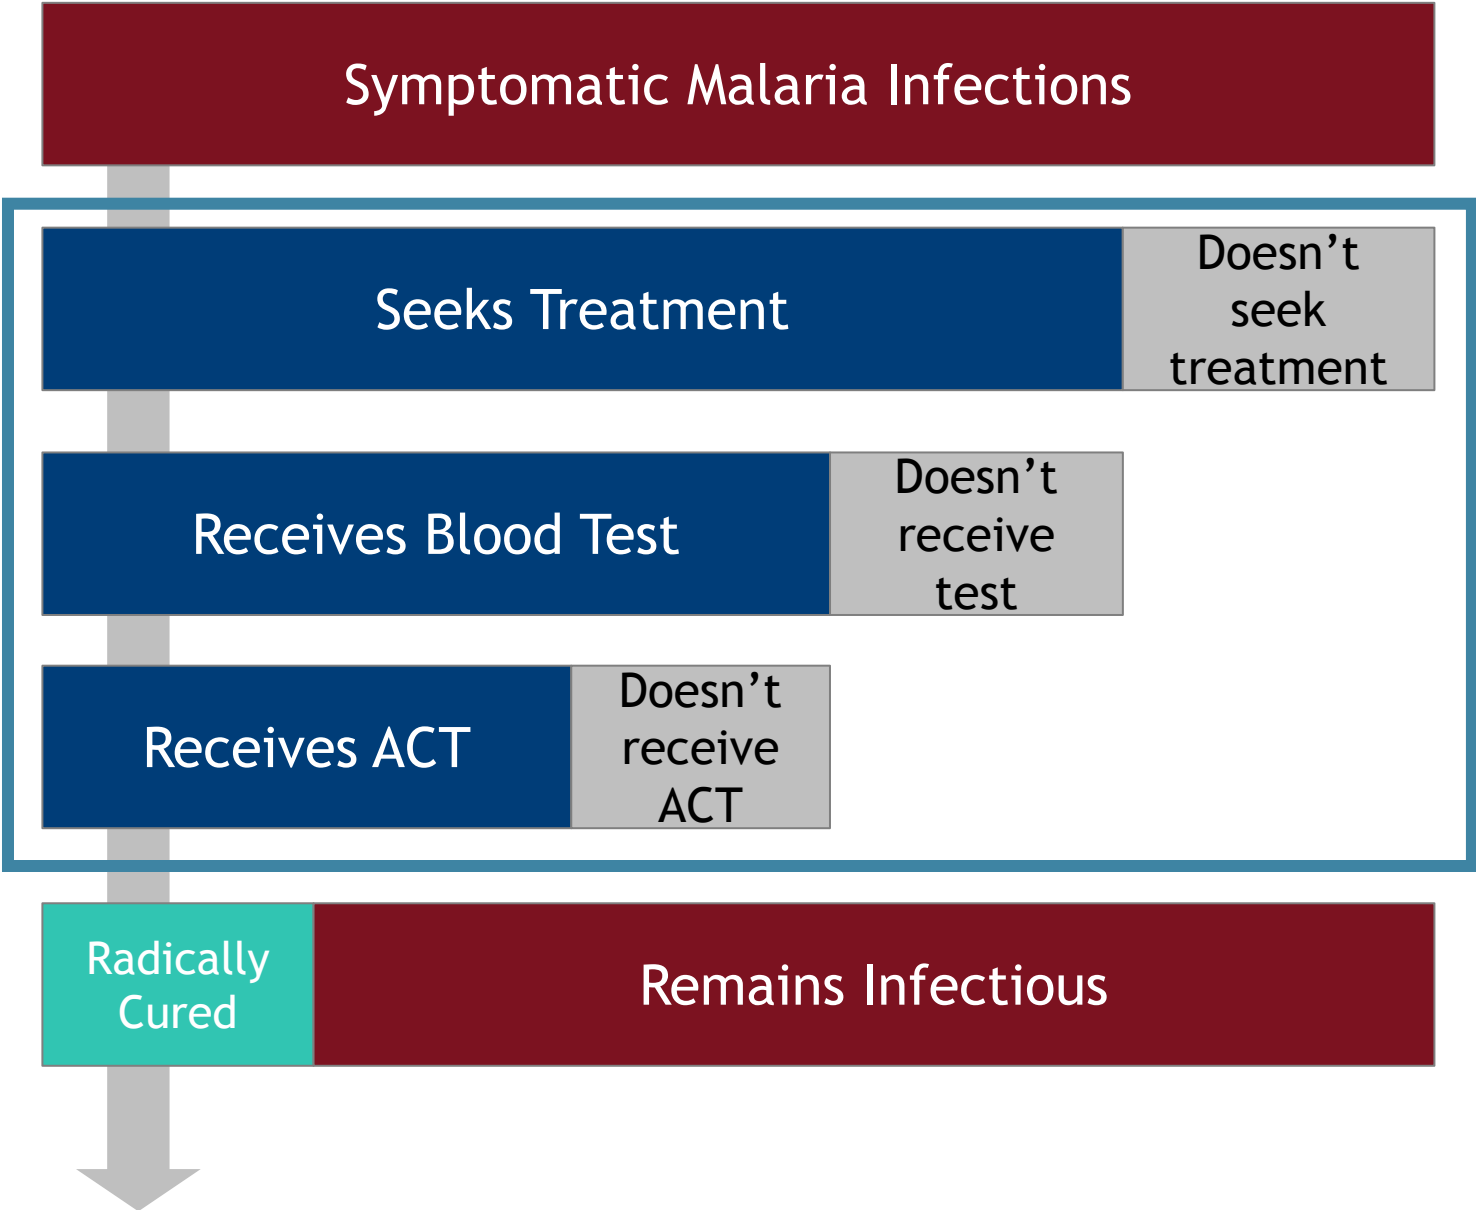 Symptomatic Malaria Infections
Seeks Treatment
Doesn’t
seek
treatment
Receives Blood Test
Doesn’t
receive
test
Receives ACT
Doesn’t
receive
ACT
Radically
Cured
Remains Infectious